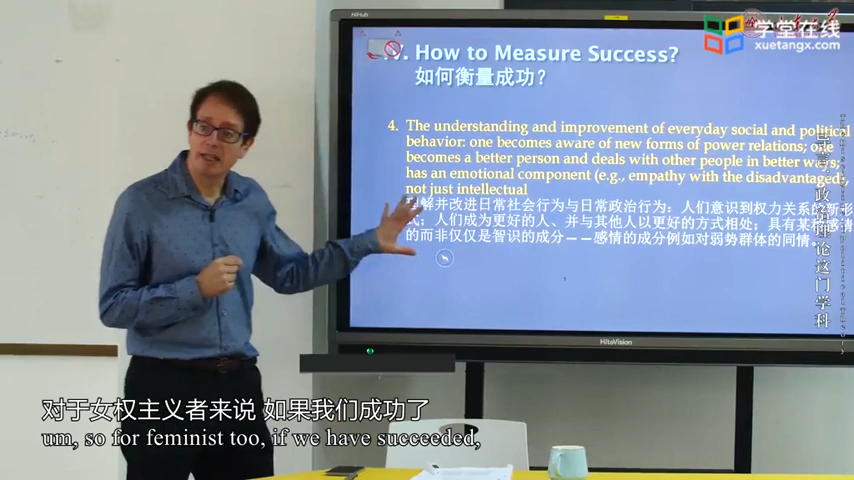 HiHub
学堂在线
xuetangx.com
IV. How to Measure Success?
如何衡量成功？
4. The understanding and improvement of everyday social and political
behavior: one becomes aware of new forms of power relations; one
becomes a better person and deals with other people in better ways;
has an emotional component (e.g., empathy with the disadvantaged),
not just intellectual
理解并改进日常社会行为与日常政治行为：人们意识到权力关系的新形
式；人们成为更好的人、并与其他人以更好的方式相处；具有某种感情
的而非仅仅是智识的成分——感情的成分例如对弱势群体的同情．
政治理论这门学科
HiteVision
对于女权主义者来说 如果我们成功了
um, so for feminist too, if we have succeeded,